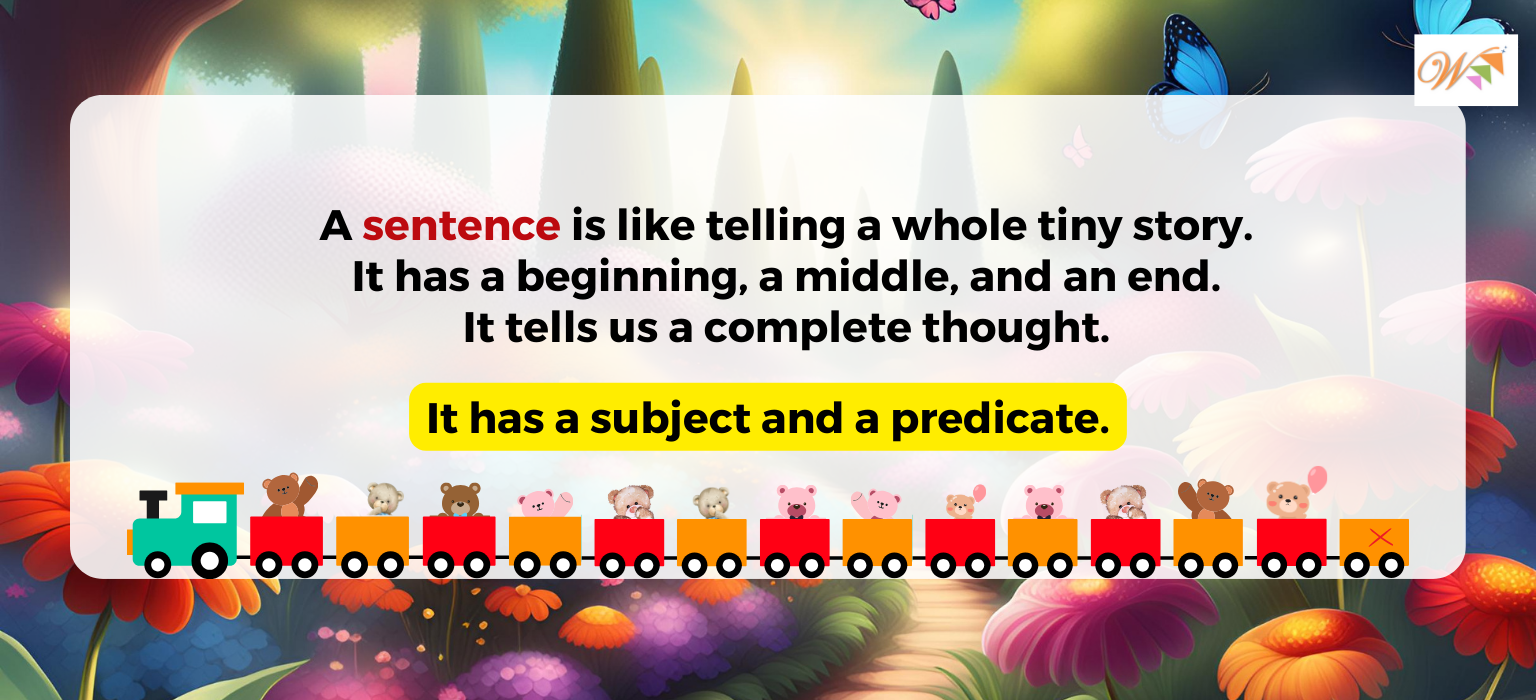 W
A sentence is like telling a whole tiny story.
It has a beginning, a middle, and an end.
It tells us a complete thought.
It has a subject and a predicate.